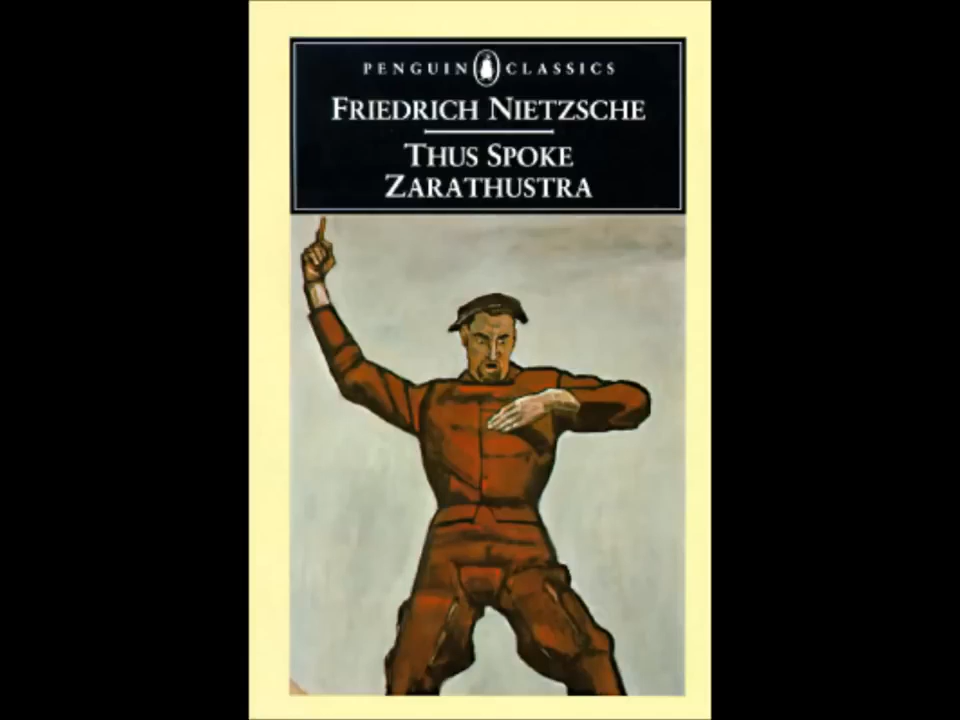 PENGUIN CLASSICS
FRIEDRICH NIETZSCHE
THUS SPOKE
ZARATHUSTRA